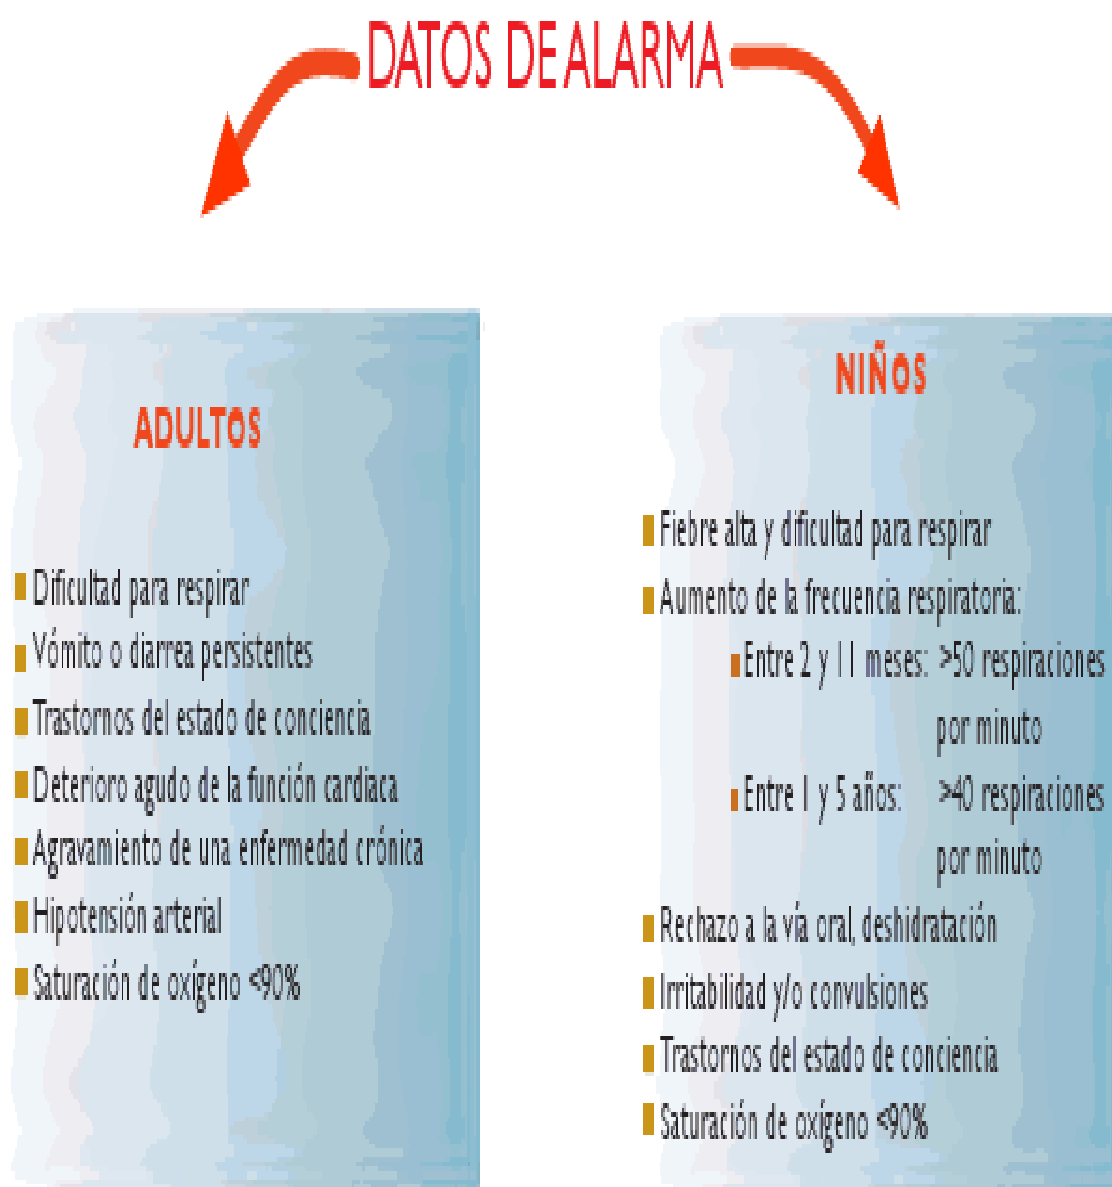 DATOS DE ALARMA
ADULTOS
Dificultad para respirar
Vómito o diarrea persistentes
Trastornos del estado de conciencia
Deterioro agudo de la función cardiaca
Agravamiento de una enfermedad crónica
Hipotensión arterial
Saturación de oxígeno <90%
NIÑOS
Fiebre alta y dificultad para respirar
Aumento de la frecuencia respiratoria:
Entre 2 y 11 meses: >50 respiraciones
por minuto
Entre 1 y 5 años: >40 respiraciones
por minuto
Rechazo a la vía oral, deshidratación
Irritabilidad y/o convulsiones
Trastornos del estado de conciencia
Saturación de oxígeno <90%